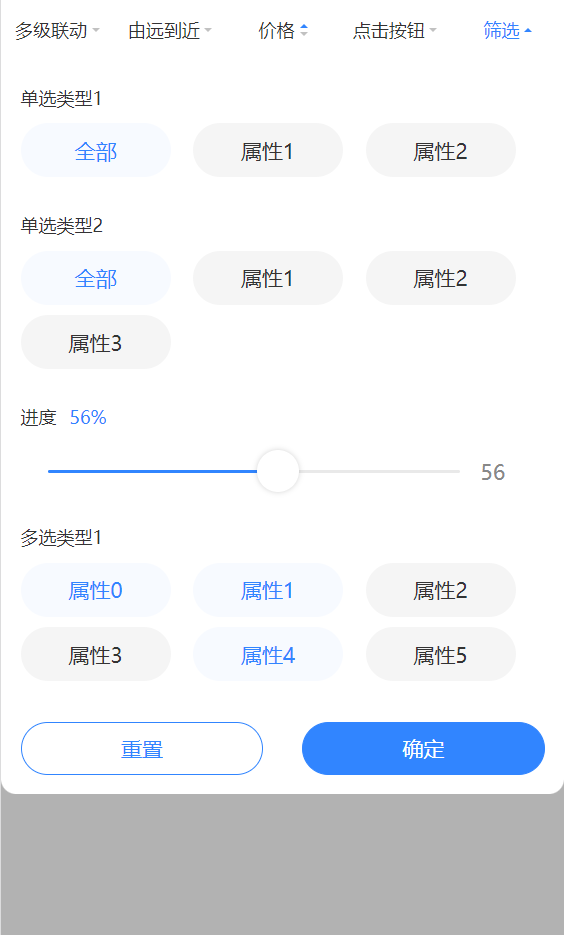 多级联动 由远到近 价格 点击按钮 筛选
单选类型1
全部 属性1 属性2
单选类型2
全部 属性1 属性2
属性3
进度 56%
56
多选类型1
属性0 属性1 属性2
属性3 属性4 属性5
重置 确定